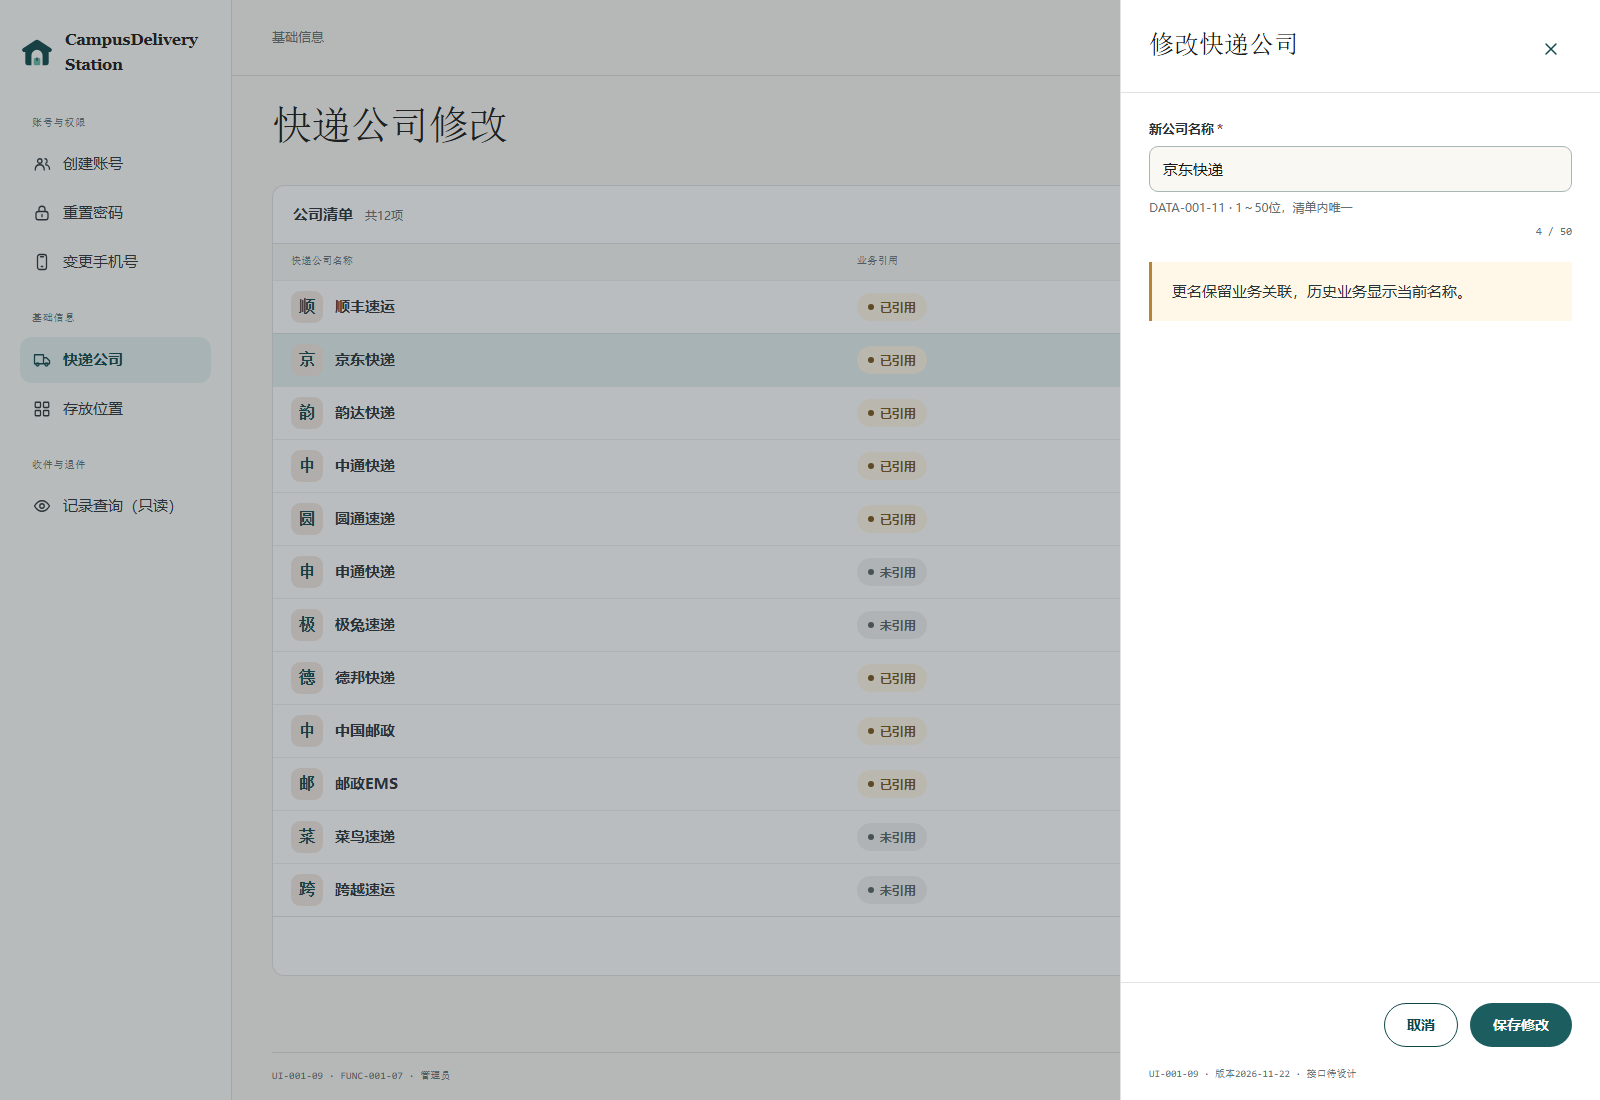 CampusDelivery
Station
账号与权限
创建账号
重置密码
变更手机号
基础信息
快递公司
存放位置
收件与退件
记录查询（只读）
基础信息
快递公司修改
公司清单 共12项
快递公司名称 业务引用
顺 顺丰速运 已引用
京 京东快递 已引用
韵 韵达快递 已引用
中 中通快递 已引用
圆 圆通速递 已引用
申 申通快递 未引用
极 极兔速递 未引用
德 德邦快递 已引用
中 中国邮政 已引用
邮 邮政EMS 已引用
菜 菜鸟速递 未引用
跨 跨越速运 未引用
UI-001-09 · FUNC-001-07 · 管理员
修改快递公司
新公司名称 *
京东快递
DATA-001-11 · 1～50位，清单内唯一
4 / 50
更名保留业务关联，历史业务显示当前名称。
取消
保存修改
UI-001-09 · 版本2026-11-22 · 接口待设计